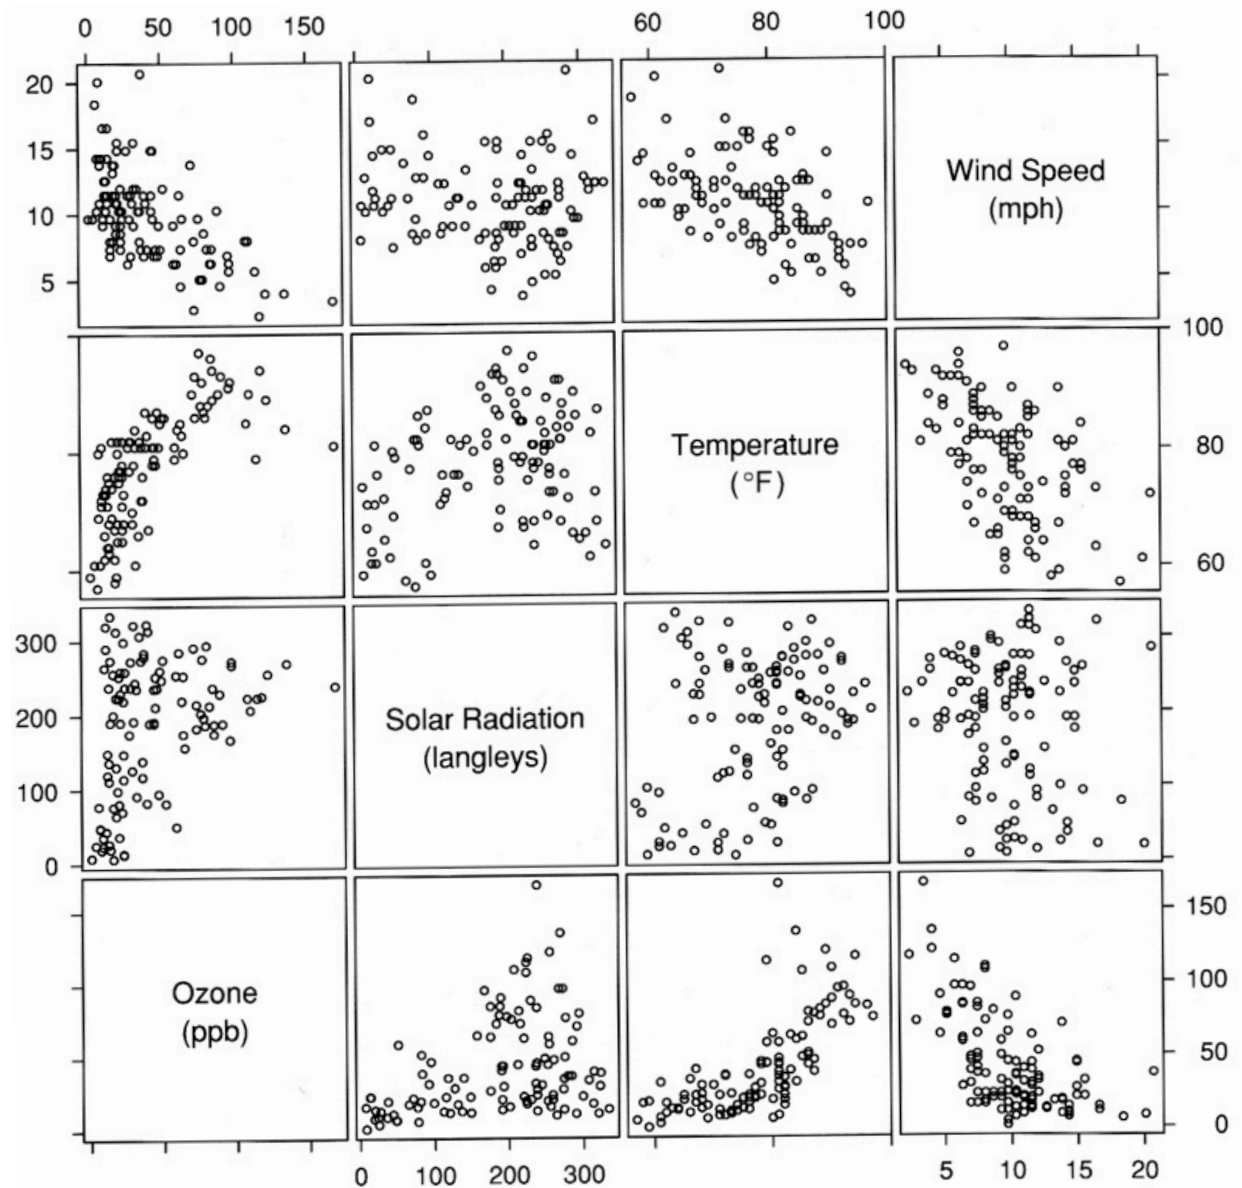 0 50 100 150 60 80 100
20
15
10
5
Wind Speed
(mph)
100
80
60
Temperature
(°F)
300
200
100
0
Solar Radiation
(langleys)
150
100
50
0
Ozone
(ppb)
0 100 200 300 5 10 15 20